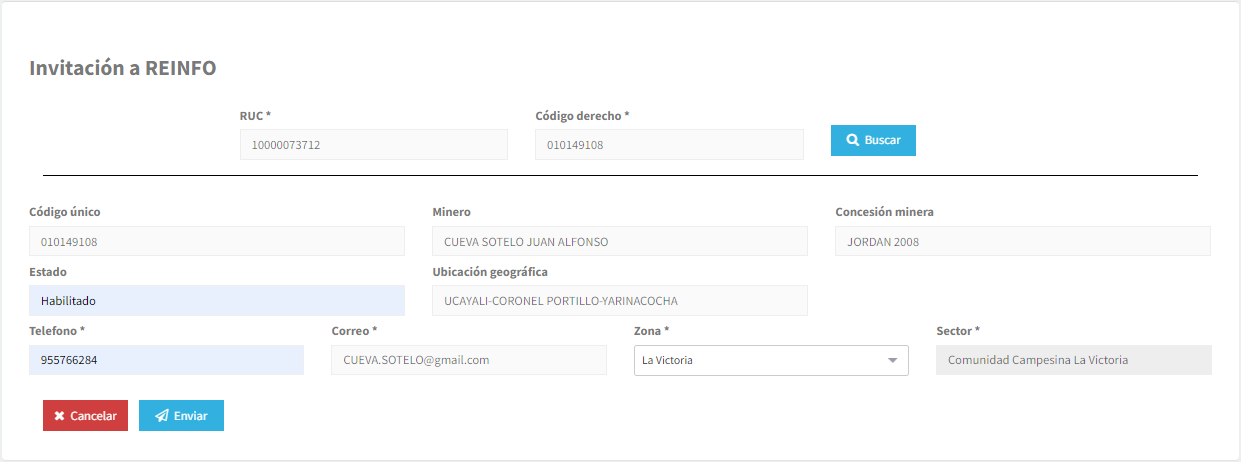 Invitación a REINFO
RUC * Código derecho *
10000073712 010149108 Buscar
Código único Minero Concesión minera
010149108 CUEVA SOTELO JUAN ALFONSO JORDAN 2008
Estado Ubicación geográfica
Habilitado UCAYALI-CORONEL PORTILLO-YARINACOCHA
Telefono * Correo * Zona * Sector *
955766284 CUEVA.SOTELO@gmail.com La Victoria Comunidad Campesina La Victoria
Cancelar Enviar